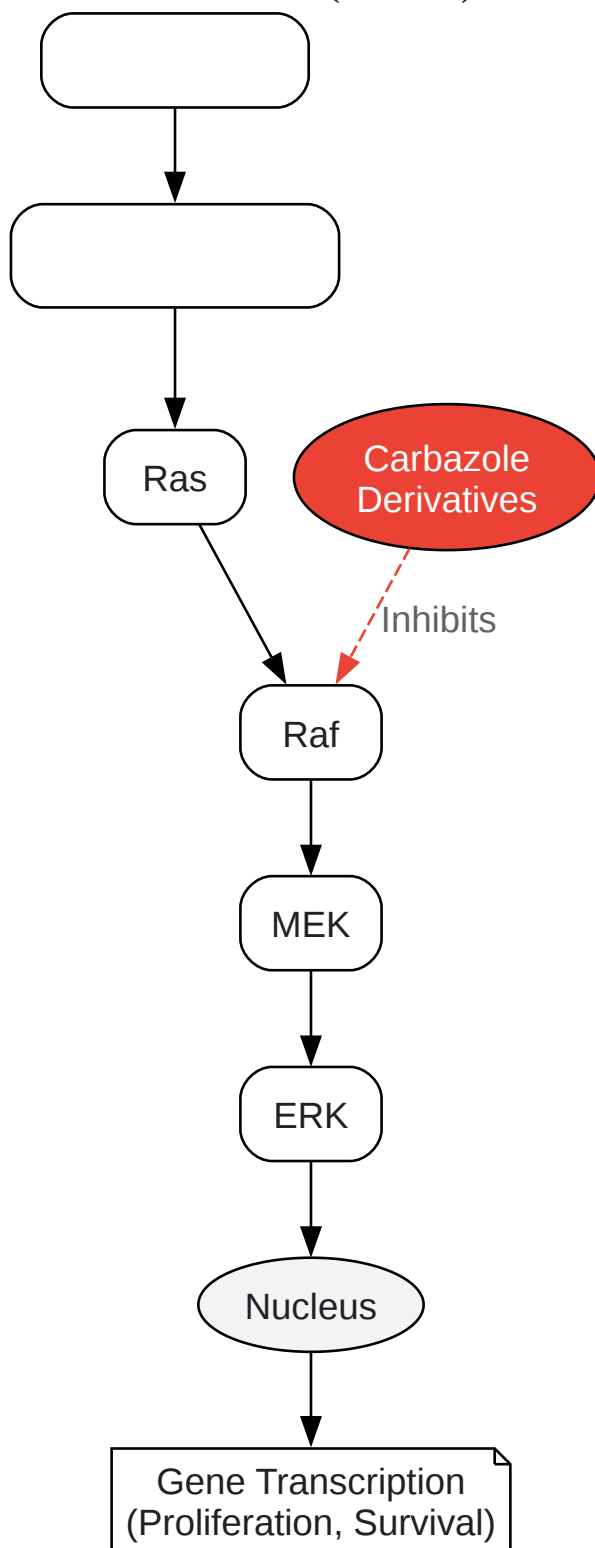 Ras
Carbazole
Derivatives
Inhibits
Raf
MEK
ERK
Nucleus
Gene Transcription
(Proliferation, Survival)